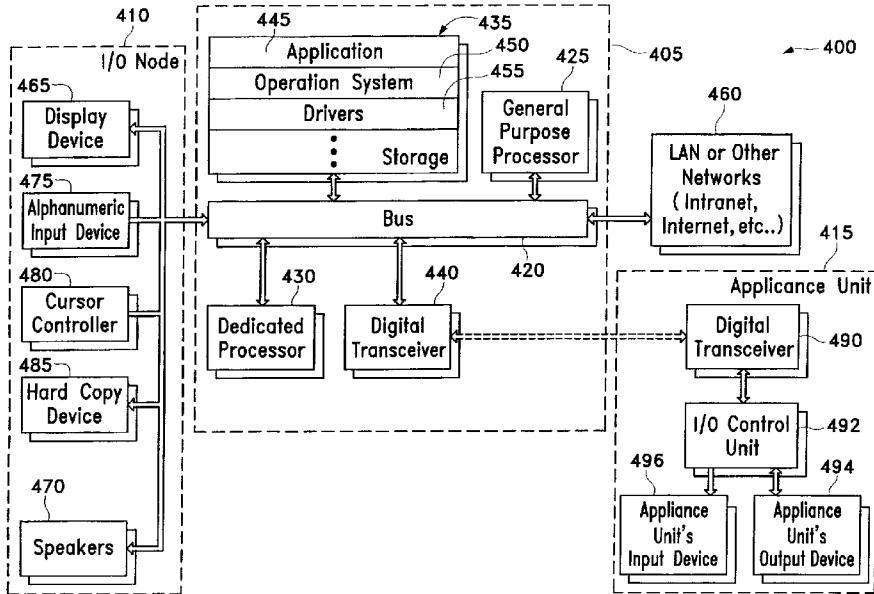 410
I/O Node
465
Display
Device
475
Alphanumeric
Input Device
480
Cursor
Controller
485
Hard Copy
Device
470
Speakers
445
435
Application
450
Operation System
455
Drivers
Storage
425
General
Purpose
Processor
405
400
460
LAN or Other
Networks
( Intranet,
Internet, etc..)
Bus
420
430
Dedicated
Processor
440
Digital
Transceiver
415
Applicance Unit
Digital
Transceiver
490
I/O Control
Unit
492
496
Appliance
Unit's
Input Device
494
Appliance
Unit's
Output Device